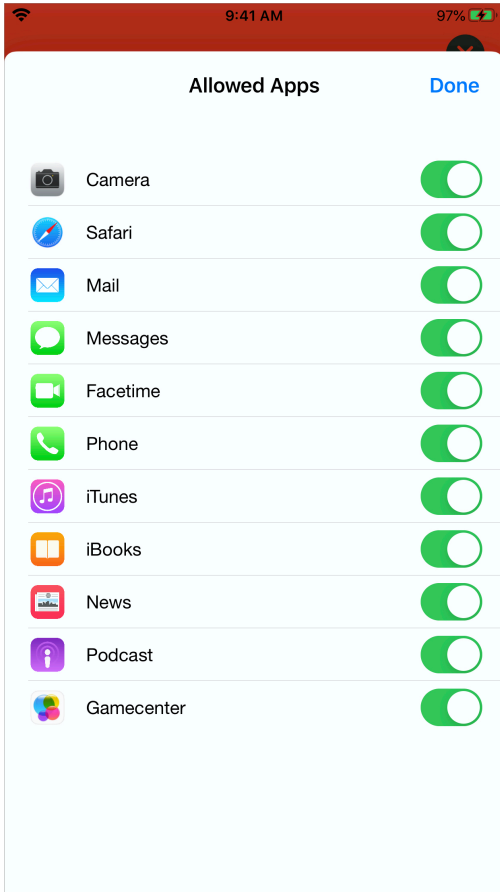 9:41 AM 97%
Allowed Apps Done
Camera
Safari
Mail
Messages
Facetime
Phone
iTunes
iBooks
News
Podcast
Gamecenter